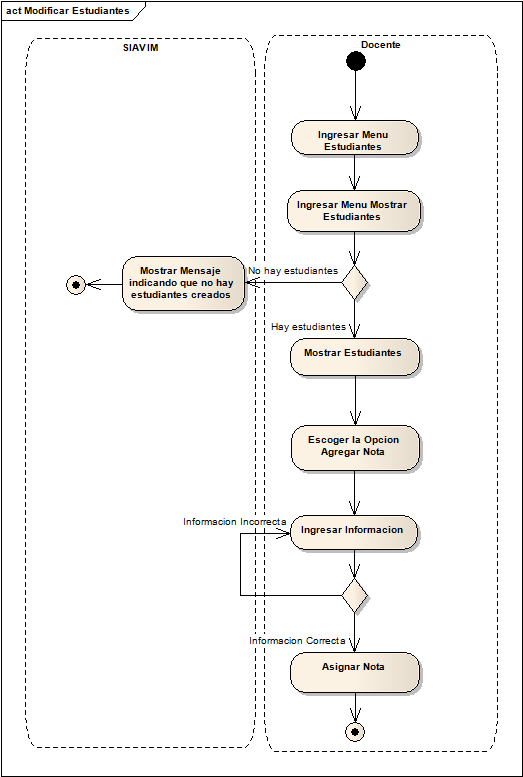 act Modificar Estudiantes
SIAVIM
Docente
Ingresar Menu
Estudiantes
Ingresar Menu Mostrar
Estudiantes
No hay estudiantes
Mostrar Mensaje
indicando que no hay
estudiantes creados
Hay estudiantes
Mostrar Estudiantes
Escoger la Opcion
Agregar Nota
Informacion Incorrecta
Ingresar Informacion
Informacion Correcta
Asignar Nota